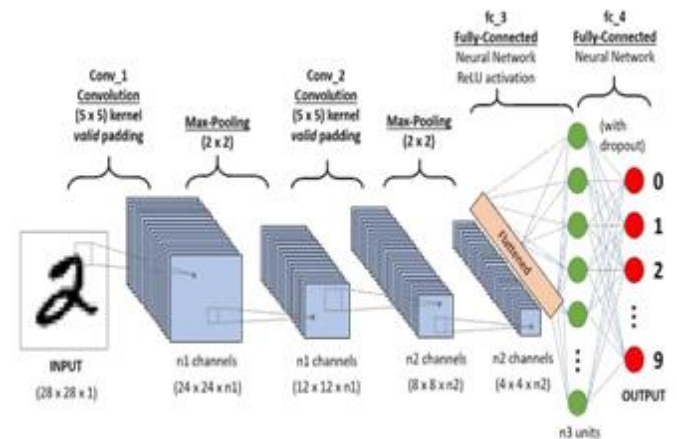 fc_3
Fully-Connected
Neural Network
ReLU activation
fc_4
Fully-Connected
Neural Network
Conv_1
Convolution
(5 x 5) kernel
valid padding
Max-Pooling
(2 x 2)
Conv_2
Convolution
(5 x 5) kernel
valid padding
Max-Pooling
(2 x 2)
(with
dropout)
Flattened
0
1
2
9
2
INPUT
(28 x 28 x 1)
n1 channels
(24 x 24 x n1)
n1 channels
(12 x 12 x n1)
n2 channels
(8 x 8 x n2)
n2 channels
(4 x 4 x n2)
OUTPUT
n3 units